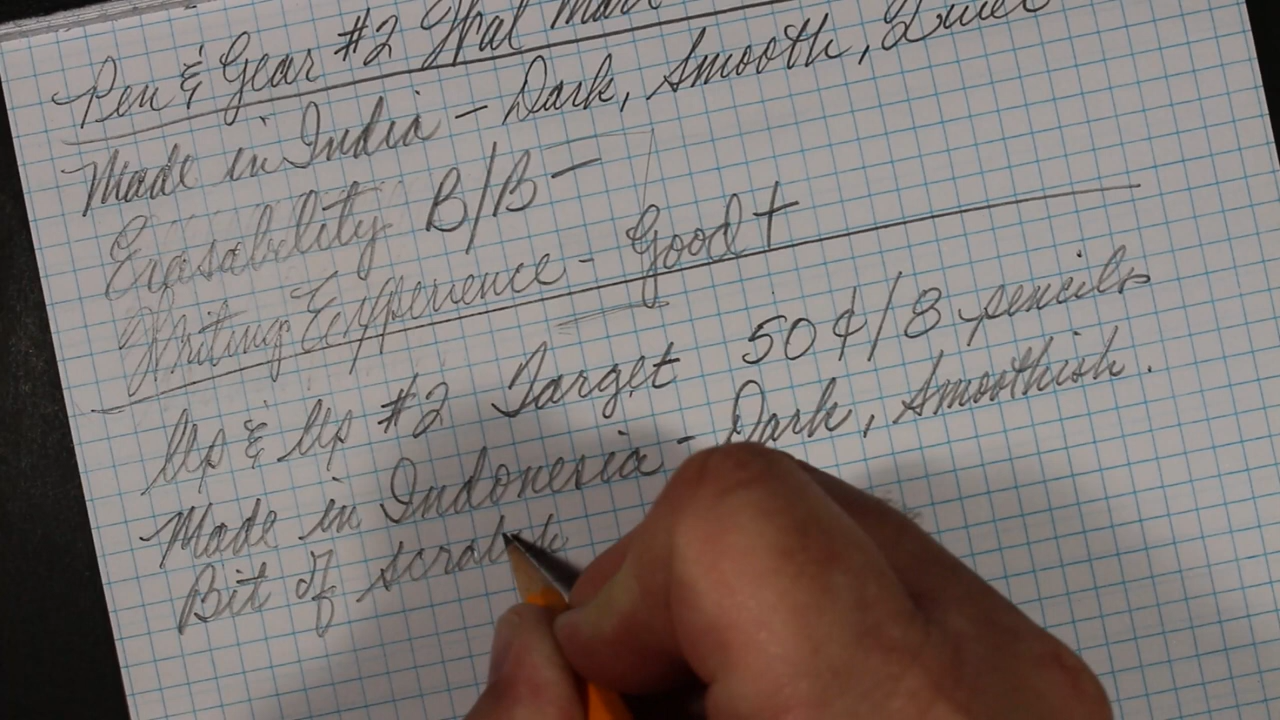 Pen & Gear #2 Wal Mart
Made in India - Dark, Smooth, Quiet
Erasability B/B-
Writing Experience - Good +
Up & Up #2 Target 50¢/8 pencils
Made in Indonesia - Dark, Smoothish.
Bit of